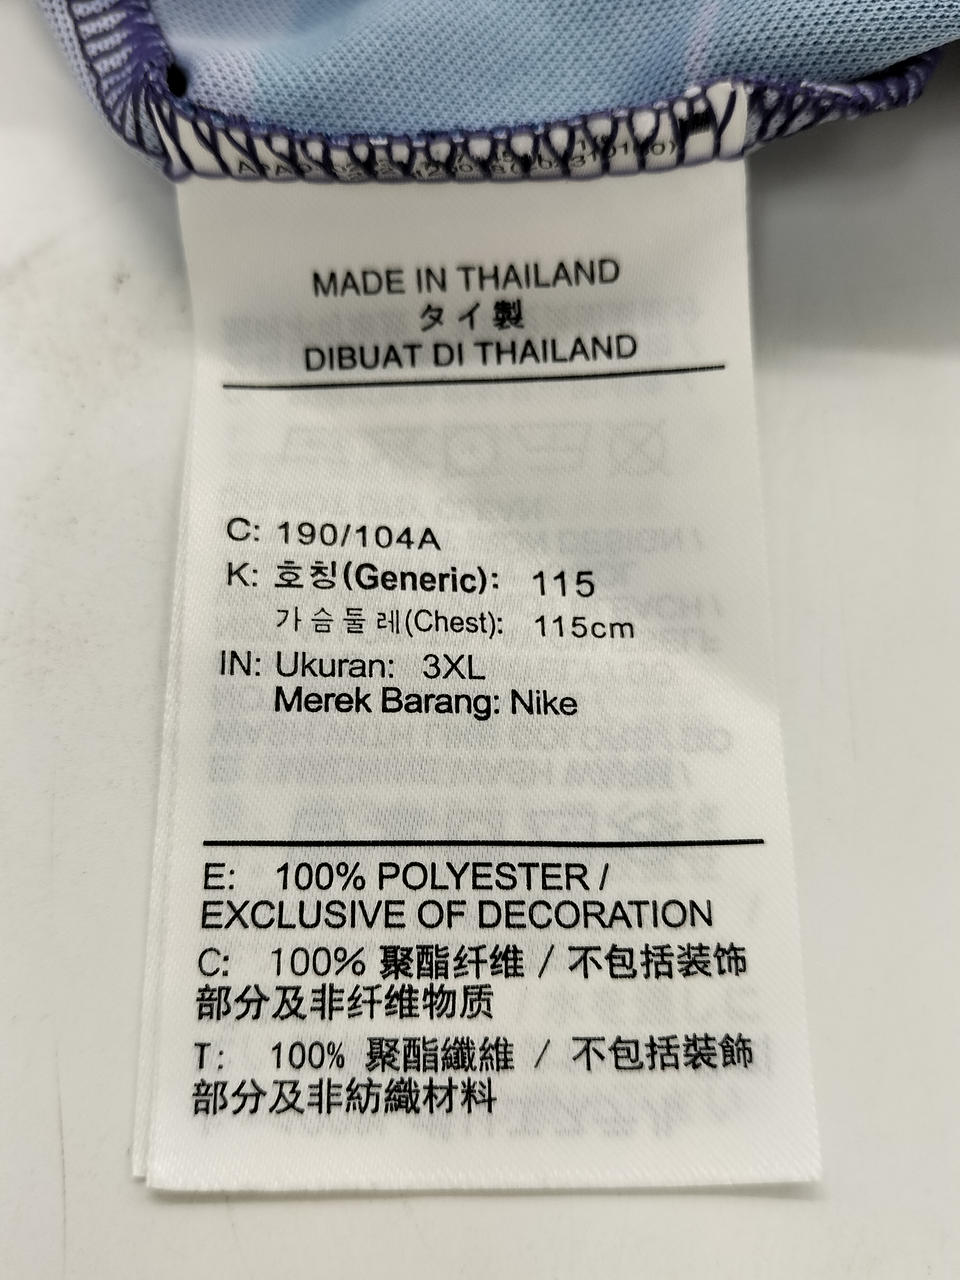 MADE IN THAILAND
タイ製
DIBUAT DI THAILAND
C: 190/104A
K: 호칭(Generic): 115
가슴둘레(Chest): 115cm
IN: Ukuran: 3XL
Merek Barang: Nike
E: 100% POLYESTER /
EXCLUSIVE OF DECORATION
C: 100% 聚酯纤维 / 不包括装饰
部分及非纤维物质
T: 100% 聚酯纖維 / 不包括裝飾
部分及非紡織材料